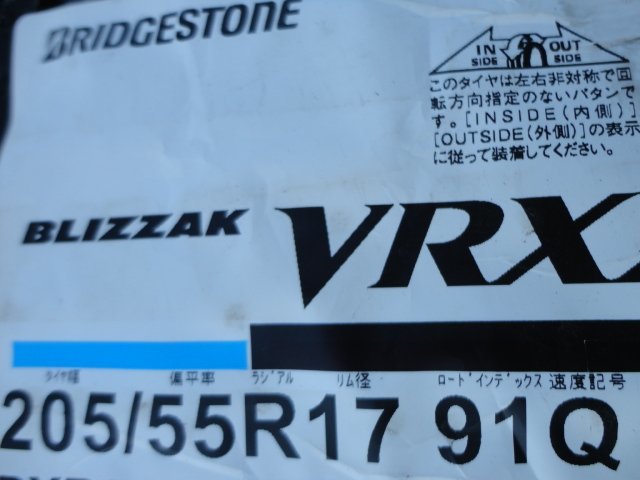 BRIDGESTONE
IN SIDE OUT SIDE
このタイヤは左右非対称で回
転方向指定のないパタンで
す。[INSIDE(内側)]
[OUTSIDE(外側)]の表示
に従って装着してください。
BLIZZAK VRX
タイヤ幅 偏平率 ラジアル リム径 ロードインデックス 速度記号
205/55R17 91Q